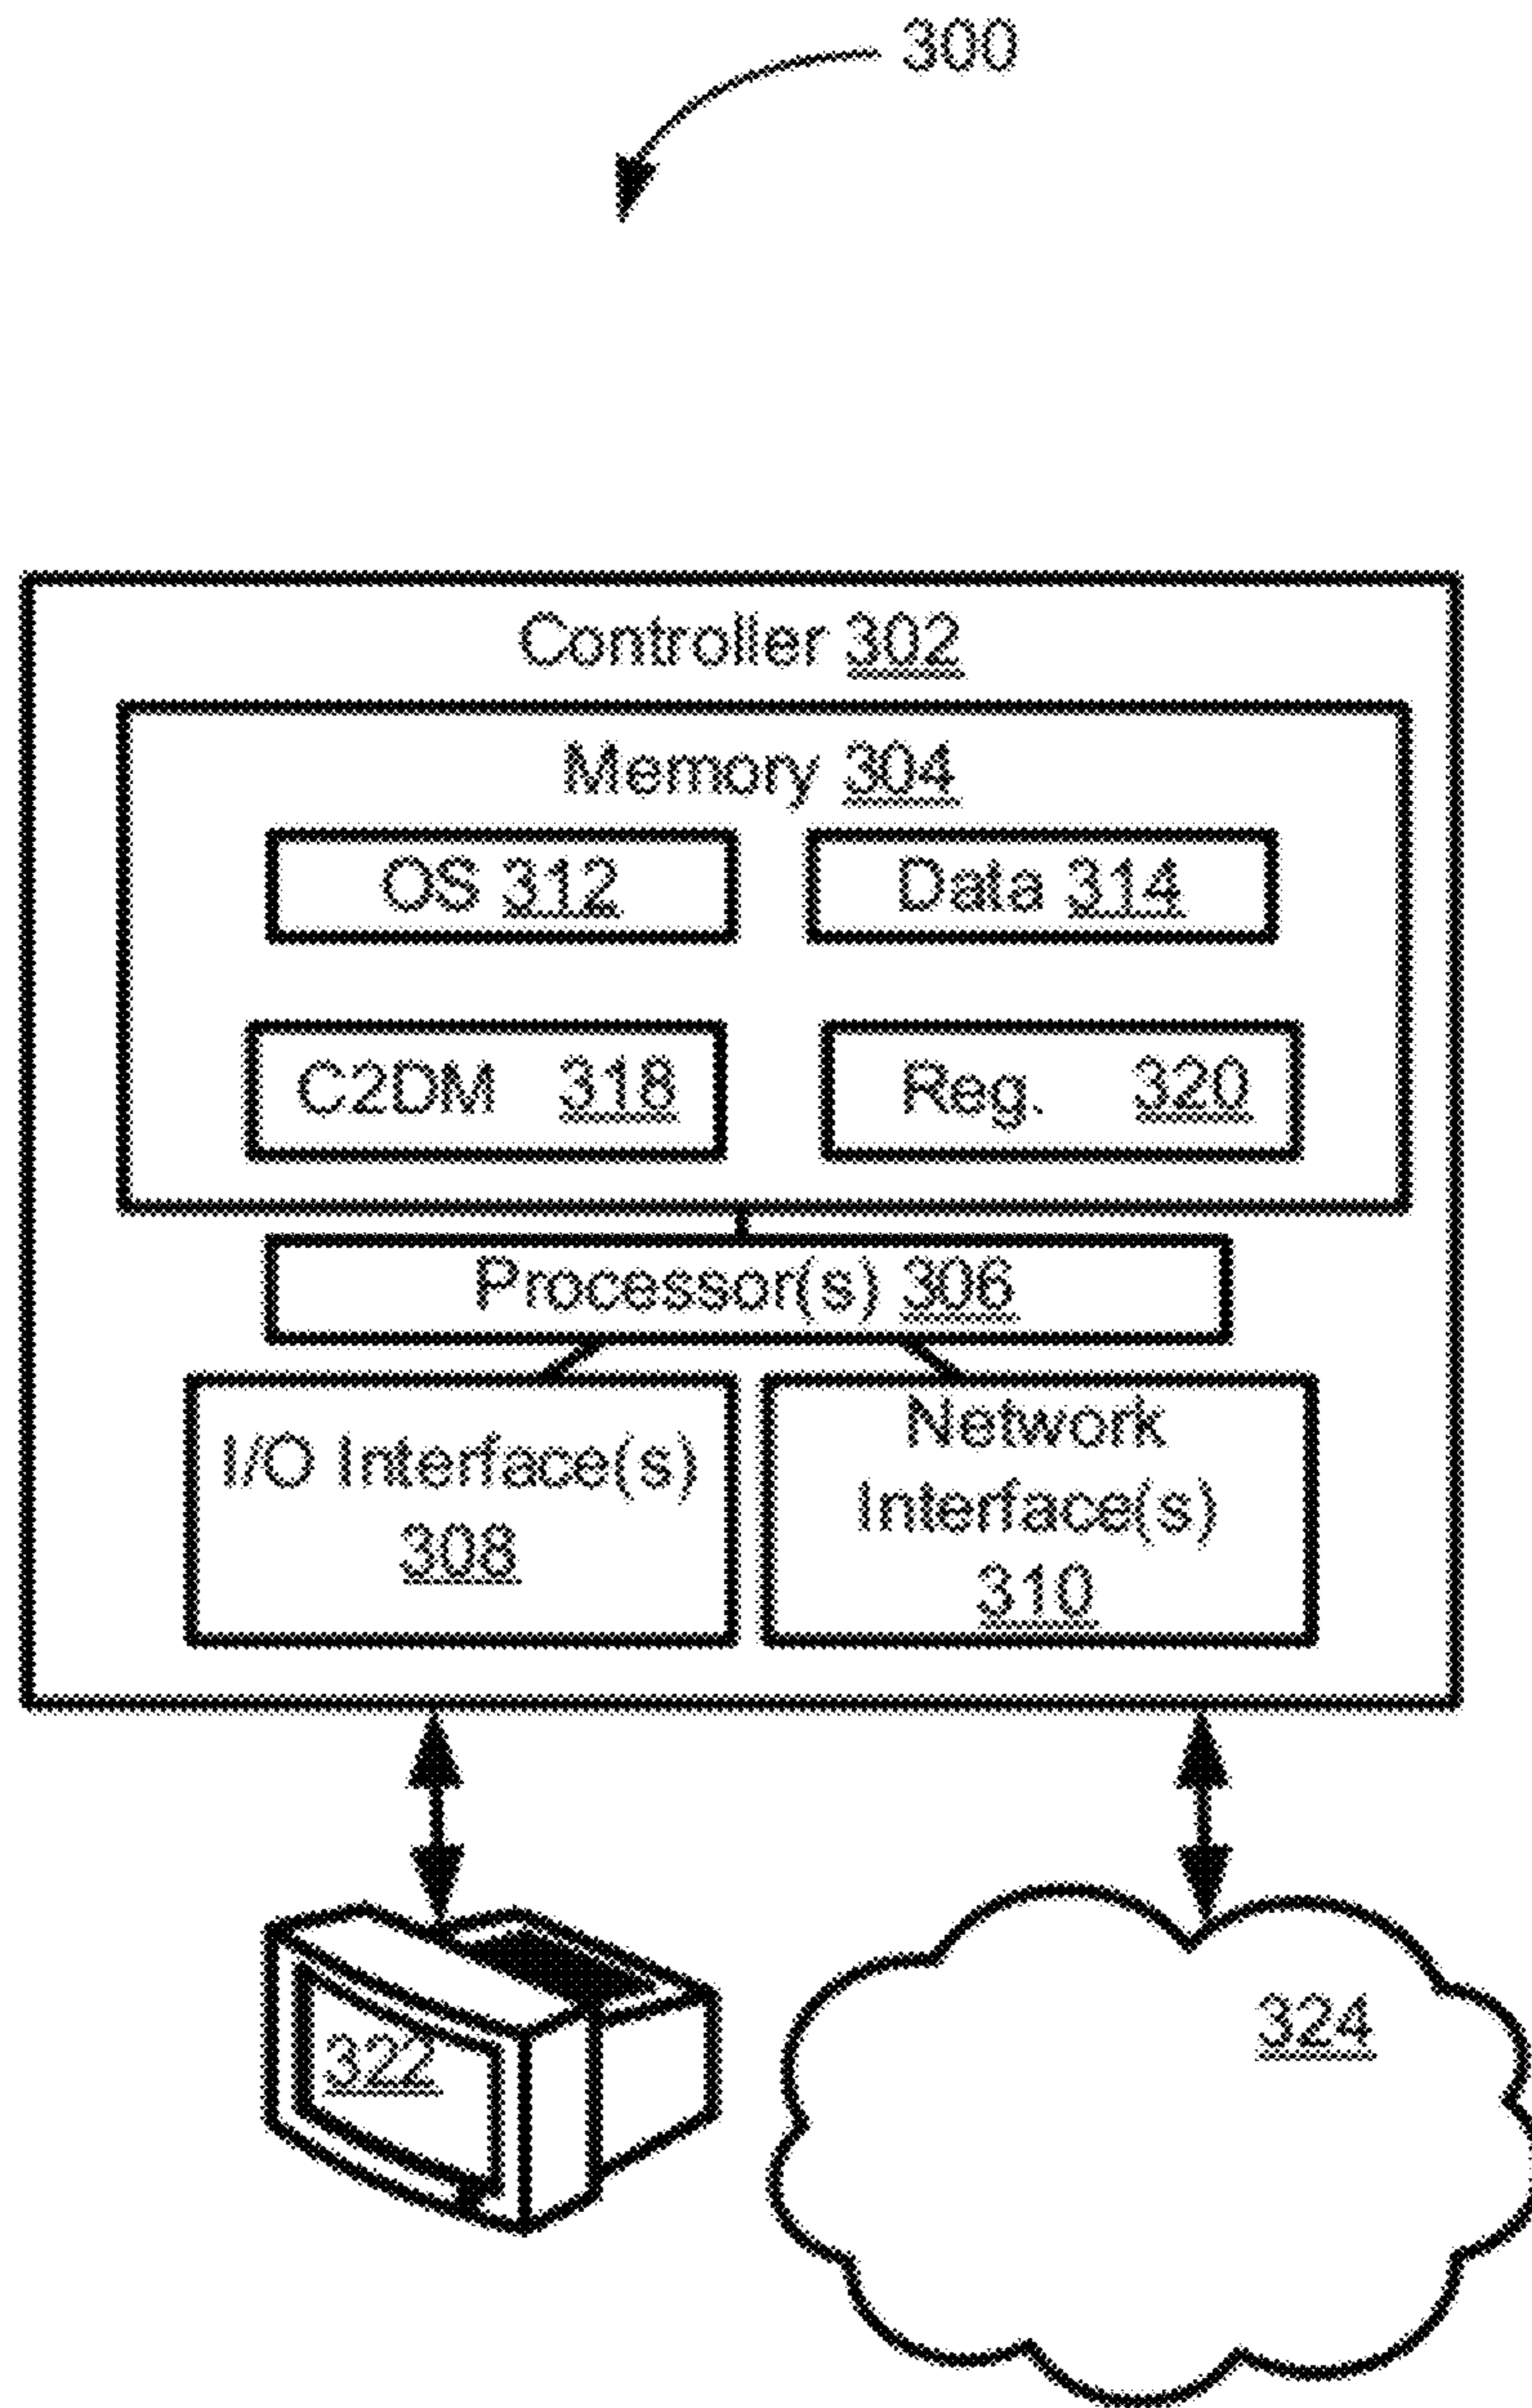 300
Controller 302
Memory 304
OS 312
Data 314
C2DM 318
Reg. 320
Processor(s) 306
I/O Interface(s)
308
Network
Interface(s)
310
322
324